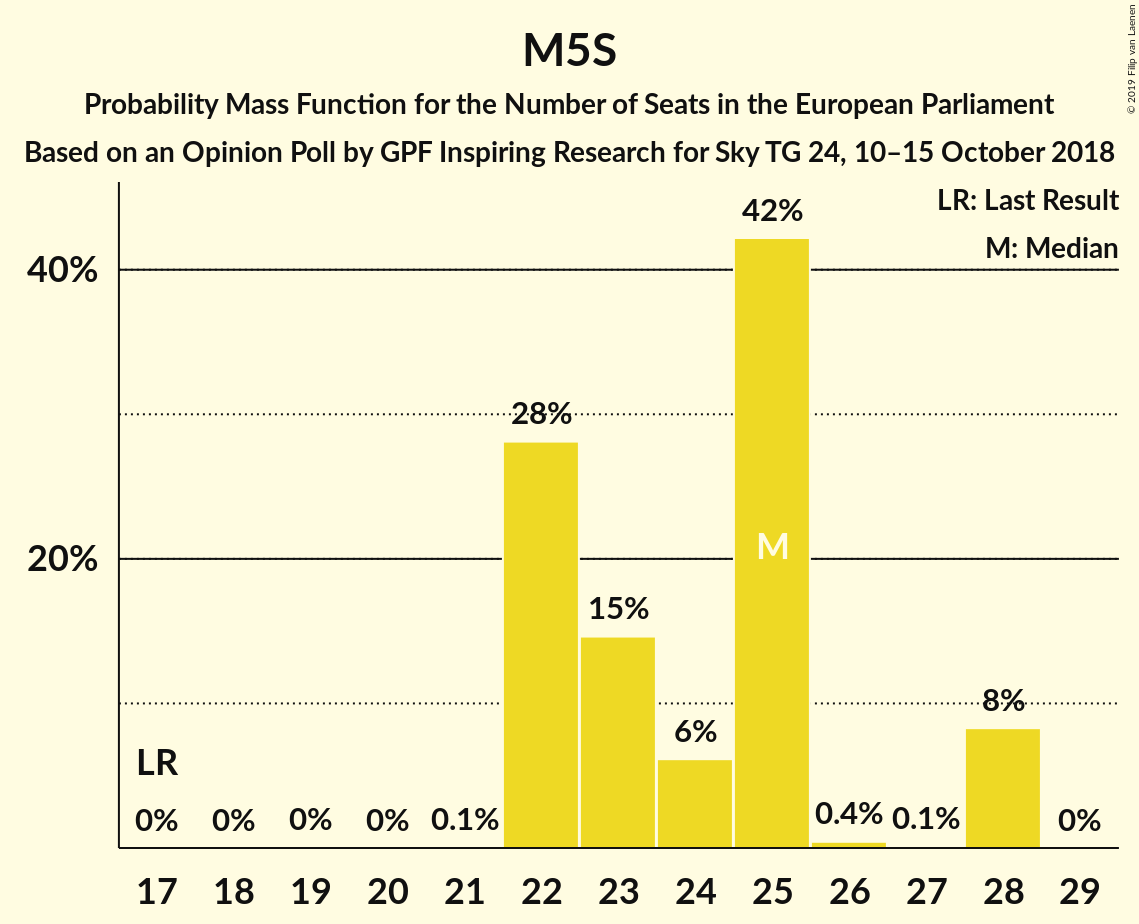 M5S
Probability Mass Function for the Number of Seats in the European Parliament
Based on an Opinion Poll by GPF Inspiring Research for Sky TG 24, 10–15 October 2018
© 2019 Filip van Laenen
LR: Last Result
M: Median
40%
20%
LR
0%
0%
0%
0%
0.1%
28%
15%
6%
42%
M
0.4%
0.1%
8%
0%
17 18 19 20 21 22 23 24 25 26 27 28 29